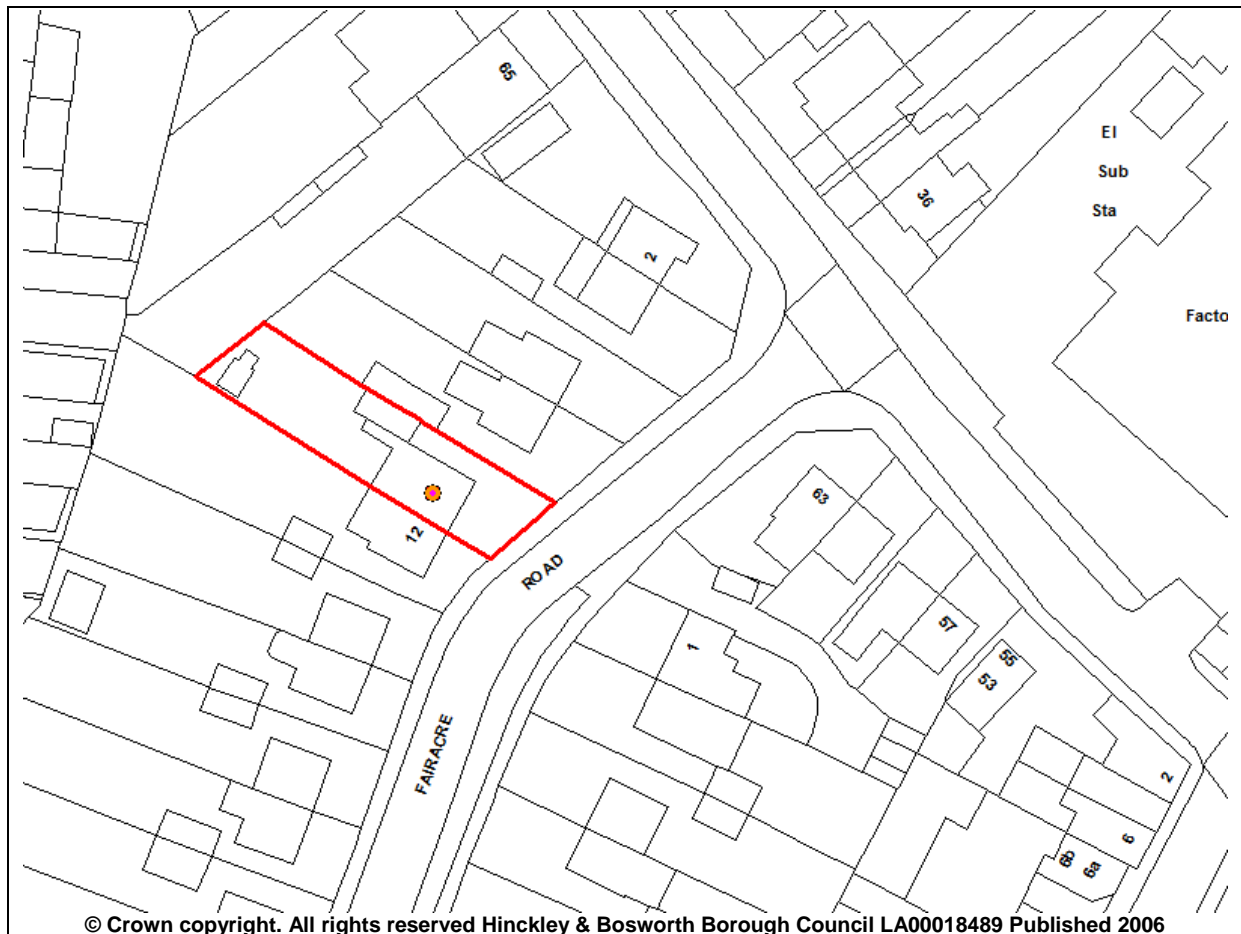 65
El
Sub
Sta
36
2
Facto
63
12
ROAD
57
1
55
53
FAIRACRE
2
6
6b
6a
© Crown copyright. All rights reserved Hinckley & Bosworth Borough Council LA00018489 Published 2006